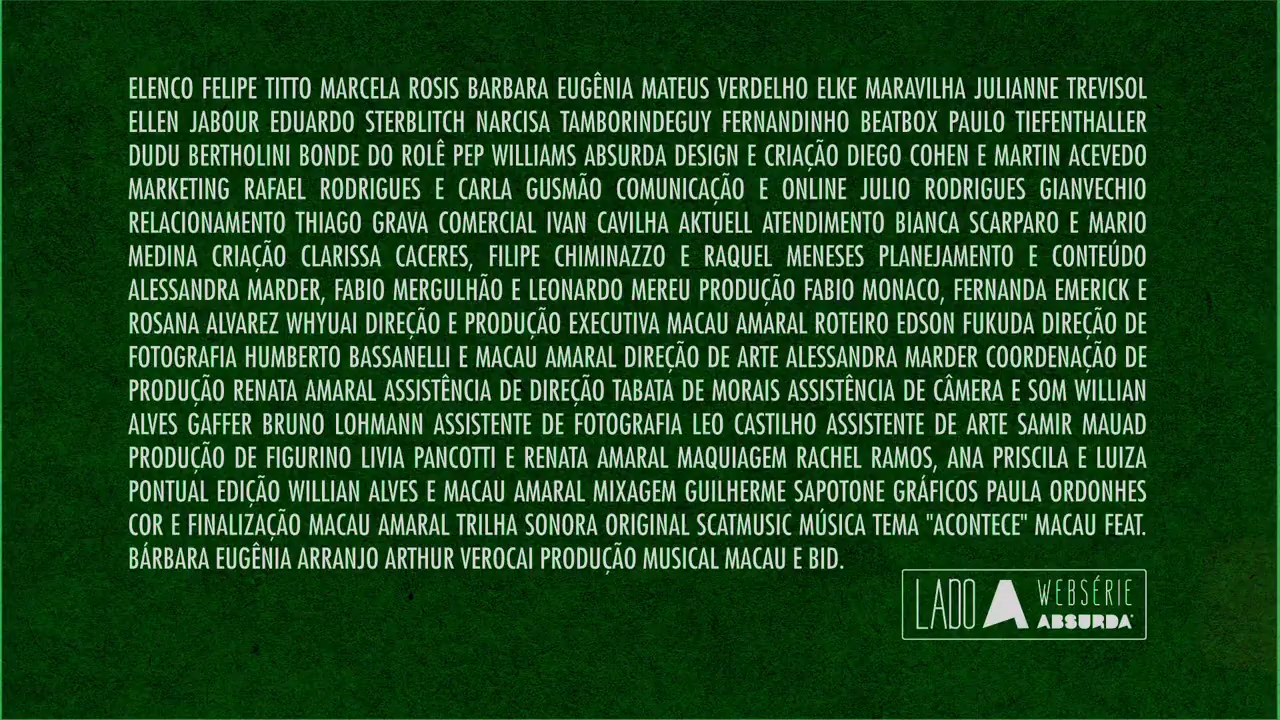 ELENCO FELIPE TITTO MARCELA ROSIS BARBARA EUGÊNIA MATEUS VERDELHO ELKE MARAVILHA JULIANNE TREVISOL
ELLEN JABOUR EDUARDO STERBLITCH NARCISA TAMBORINDEGUY FERNANDINHO BEATBOX PAULO TIEFENTHALLER
DUDU BERTHOLINI BONDE DO ROLÊ PEP WILLIAMS ABSURDA DESIGN E CRIAÇÃO DIEGO COHEN E MARTIN ACEVEDO
MARKETING RAFAEL RODRIGUES E CARLA GUSMÃO COMUNICAÇÃO E ONLINE JULIO RODRIGUES GIANVECHIO
RELACIONAMENTO THIAGO GRAVA COMERCIAL IVAN CAVILHA AKTUELL ATENDIMENTO BIANCA SCARPARO E MARIO
MEDINA CRIAÇÃO CLARISSA CACERES, FILIPE CHIMINAZZO E RAQUEL MENESES PLANEJAMENTO E CONTEÚDO
ALESSANDRA MARDER, FABIO MERGULHÃO E LEONARDO MEREU PRODUÇÃO FABIO MONACO, FERNANDA EMERICK E
ROSANA ALVAREZ WHYUAI DIREÇÃO E PRODUÇÃO EXECUTIVA MACAU AMARAL ROTEIRO EDSON FUKUDA DIREÇÃO DE
FOTOGRAFIA HUMBERTO BASSANELLI E MACAU AMARAL DIREÇÃO DE ARTE ALESSANDRA MARDER COORDENAÇÃO DE
PRODUÇÃO RENATA AMARAL ASSISTÊNCIA DE DIREÇÃO TABATA DE MORAIS ASSISTÊNCIA DE CÂMERA E SOM WILLIAN
ALVES GAFFER BRUNO LOHMANN ASSISTENTE DE FOTOGRAFIA LEO CASTILHO ASSISTENTE DE ARTE SAMIR MAUAD
PRODUÇÃO DE FIGURINO LIVIA PANCOTTI E RENATA AMARAL MAQUIAGEM RACHEL RAMOS, ANA PRISCILA E LUIZA
PONTUAL EDIÇÃO WILLIAN ALVES E MACAU AMARAL MIXAGEM GUILHERME SAPOTONE GRÁFICOS PAULA ORDONHES
COR E FINALIZAÇÃO MACAU AMARAL TRILHA SONORA ORIGINAL SCATMUSIC MÚSICA TEMA "ACONTECE" MACAU FEAT.
BÁRBARA EUGÊNIA ARRANJO ARTHUR VEROCAI PRODUÇÃO MUSICAL MACAU E BID.
LADO A WEBSÉRIE
ABSURDA